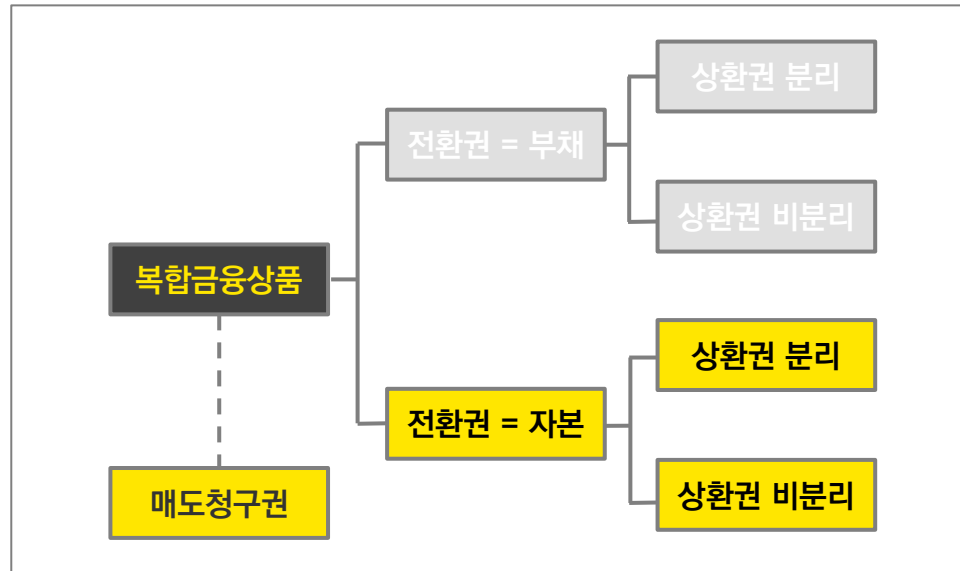 상환권 분리
전환권 = 부채
상환권 비분리
복합금융상품
상환권 분리
전환권 = 자본
상환권 비분리
매도청구권